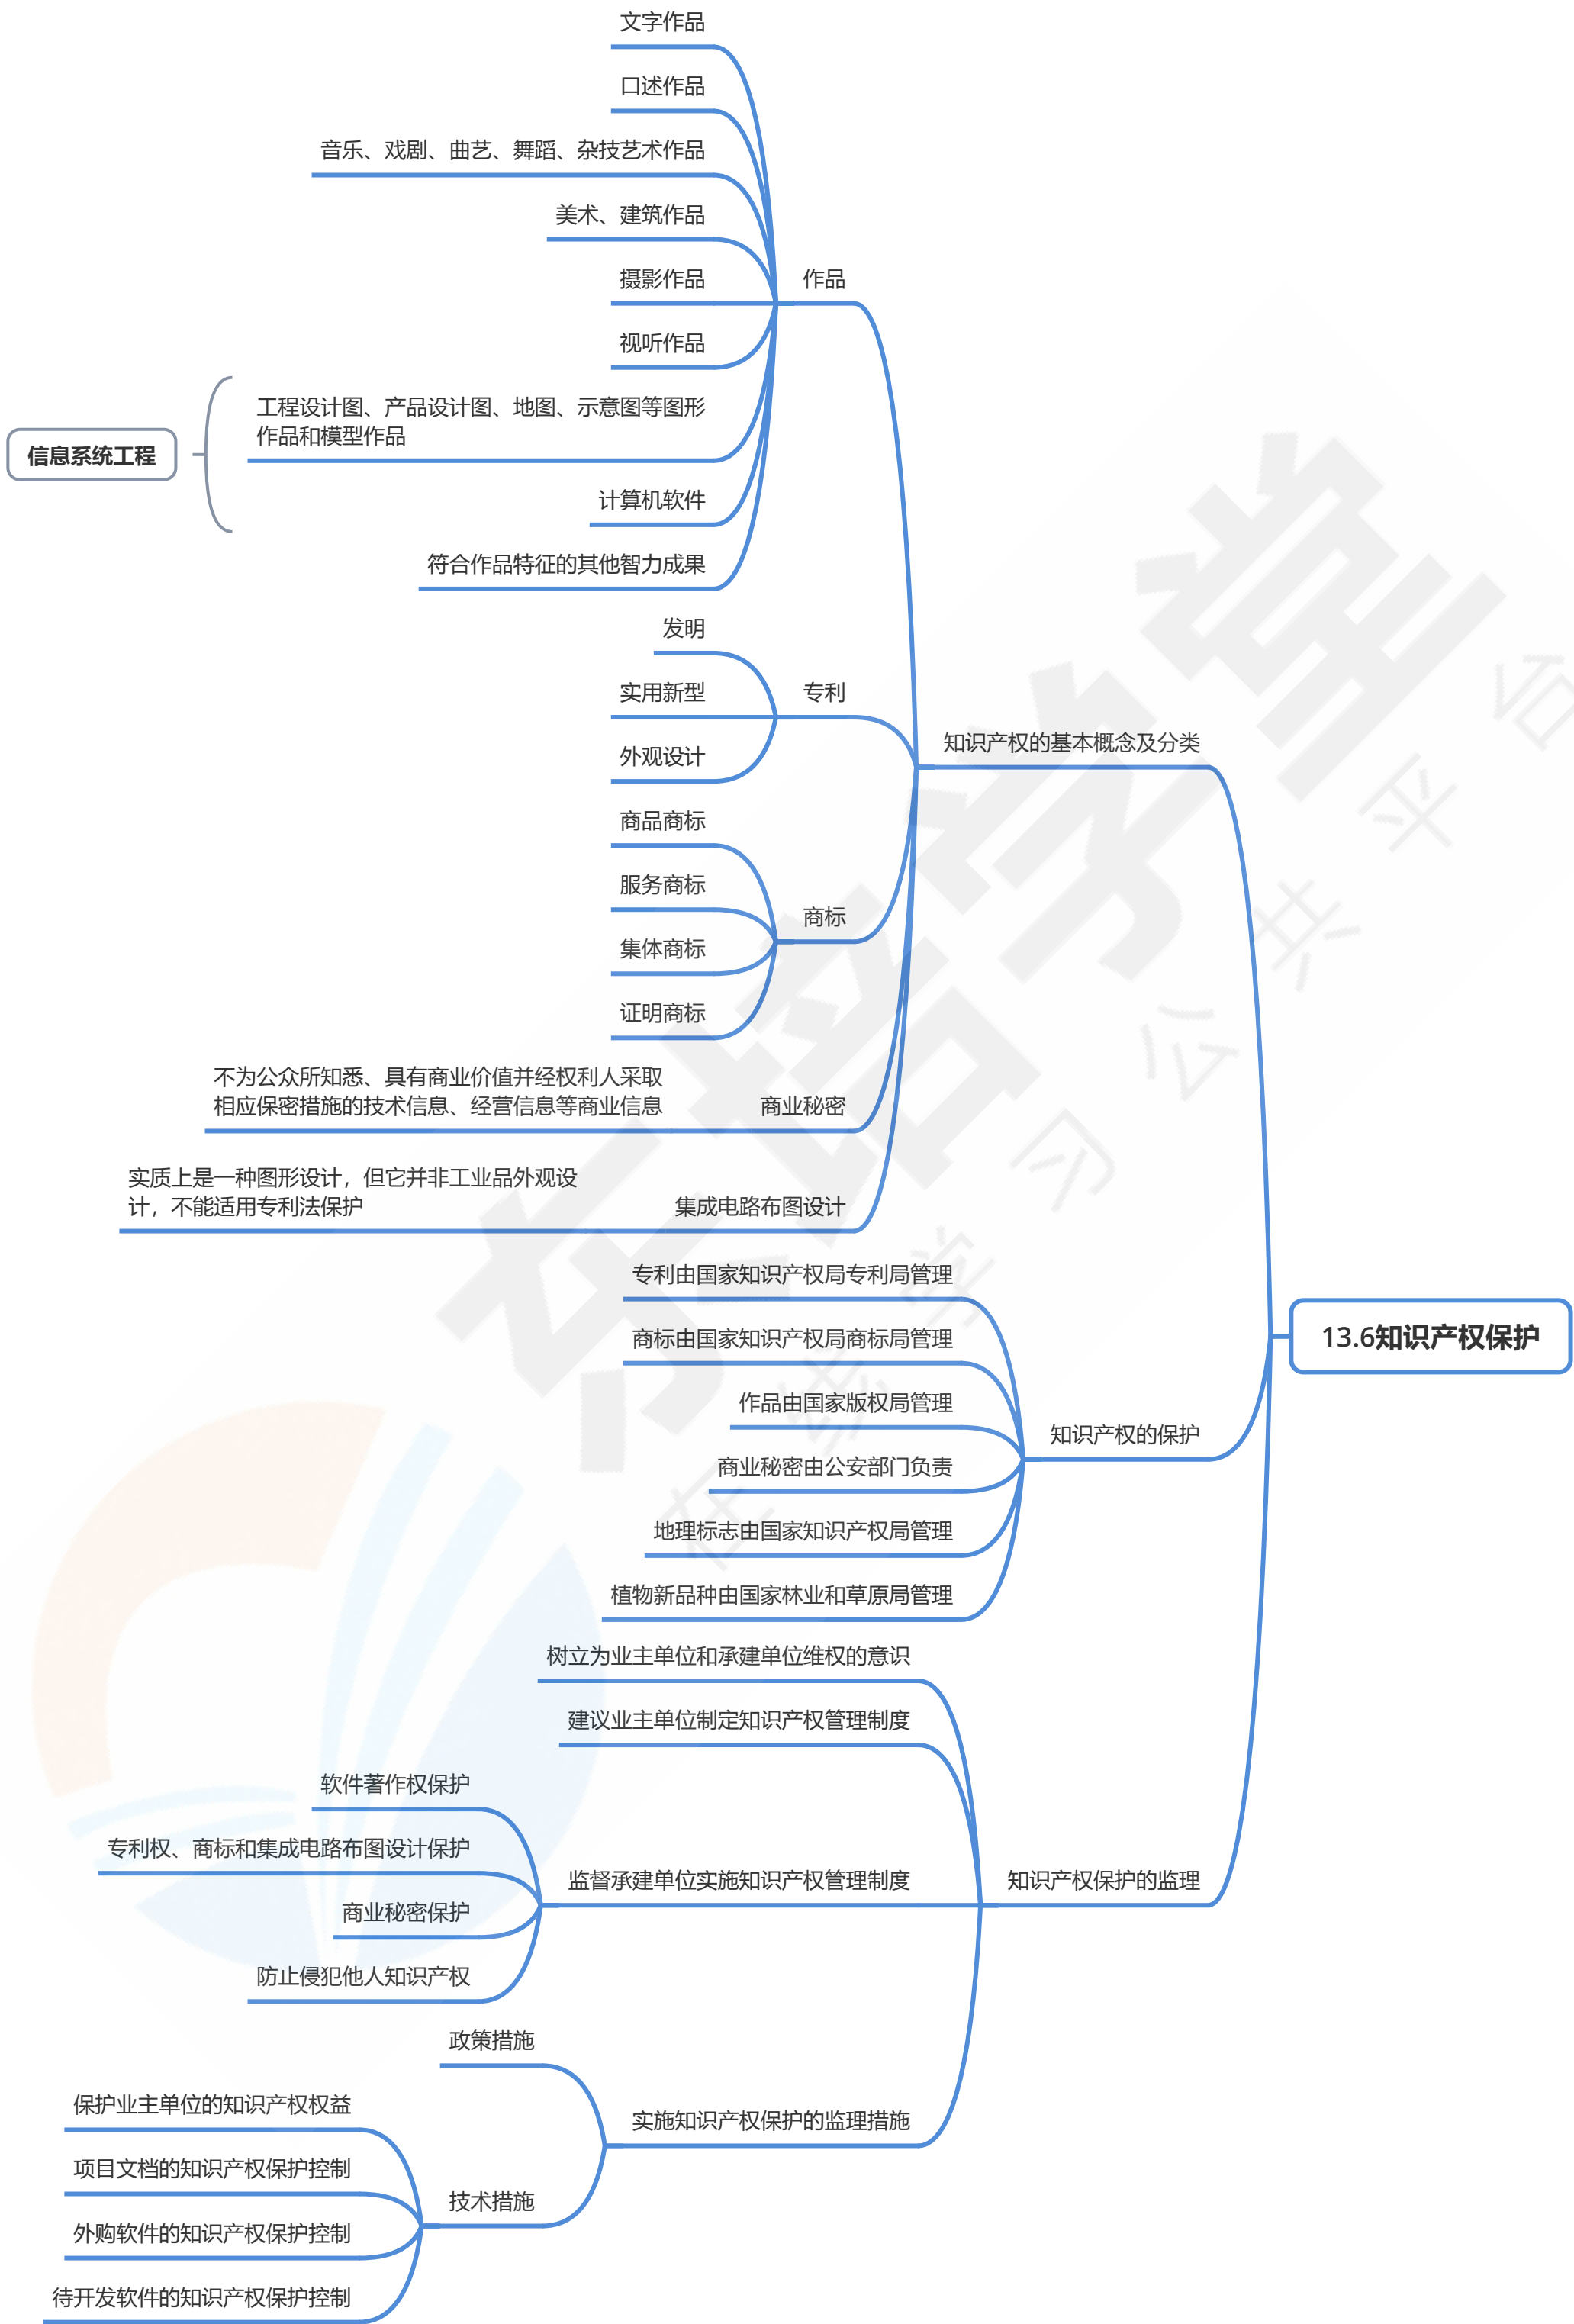 文字作品
口述作品
音乐、戏剧、曲艺、舞蹈、杂技艺术作品
美术、建筑作品
摄影作品
作品
视听作品
工程设计图、产品设计图、地图、示意图等图形
作品和模型作品
信息系统工程
计算机软件
符合作品特征的其他智力成果
发明
实用新型
专利
外观设计
知识产权的基本概念及分类
商品商标
服务商标
商标
集体商标
证明商标
不为公众所知悉、具有商业价值并经权利人采取
相应保密措施的技术信息、经营信息等商业信息
商业秘密
实质上是一种图形设计，但它并非工业品外观设
计，不能适用专利法保护
集成电路布图设计
专利由国家知识产权局专利局管理
商标由国家知识产权局商标局管理
13.6知识产权保护
作品由国家版权局管理
知识产权的保护
商业秘密由公安部门负责
地理标志由国家知识产权局管理
植物新品种由国家林业和草原局管理
树立为业主单位和承建单位维权的意识
建议业主单位制定知识产权管理制度
软件著作权保护
专利权、商标和集成电路布图设计保护
监督承建单位实施知识产权管理制度
知识产权保护的监理
商业秘密保护
防止侵犯他人知识产权
政策措施
保护业主单位的知识产权权益
实施知识产权保护的监理措施
项目文档的知识产权保护控制
技术措施
外购软件的知识产权保护控制
待开发软件的知识产权保护控制
东培学堂
在线学习公共平台